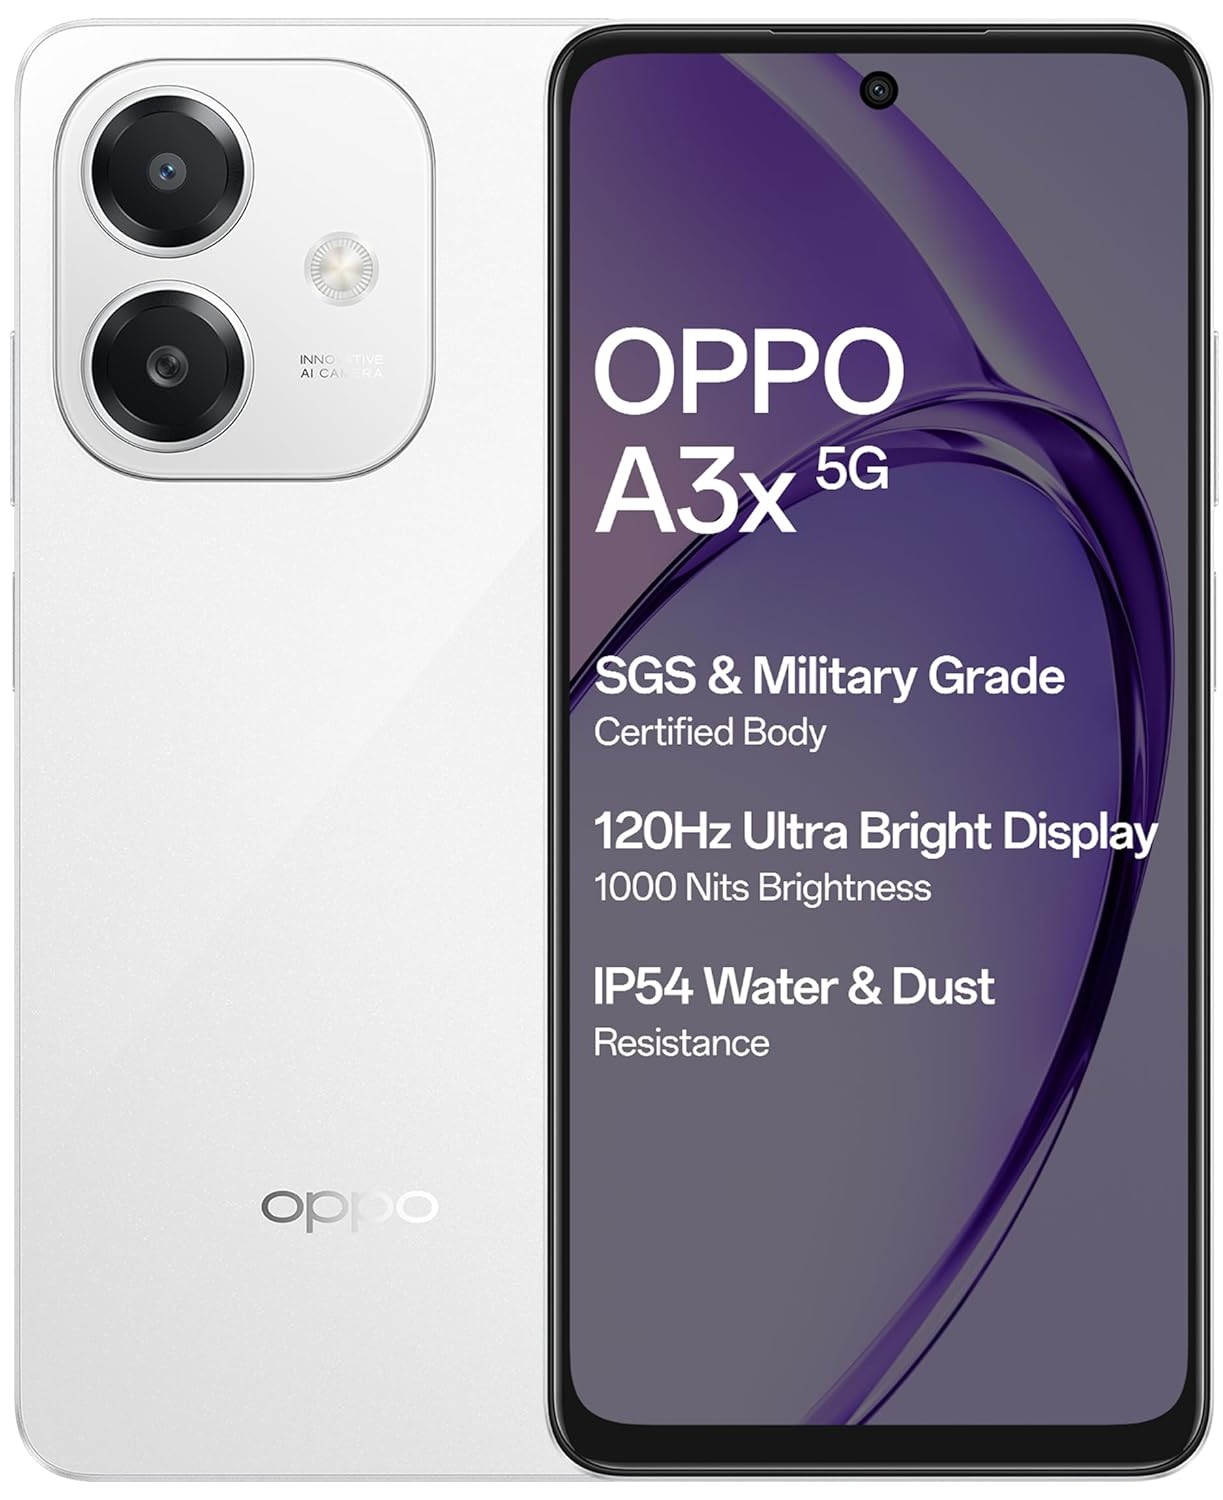 INNOVATIVE
AI CAMERA
oppo
OPPO
A3x 5G
SGS & Military Grade
Certified Body
120Hz Ultra Bright Display
1000 Nits Brightness
IP54 Water & Dust
Resistance